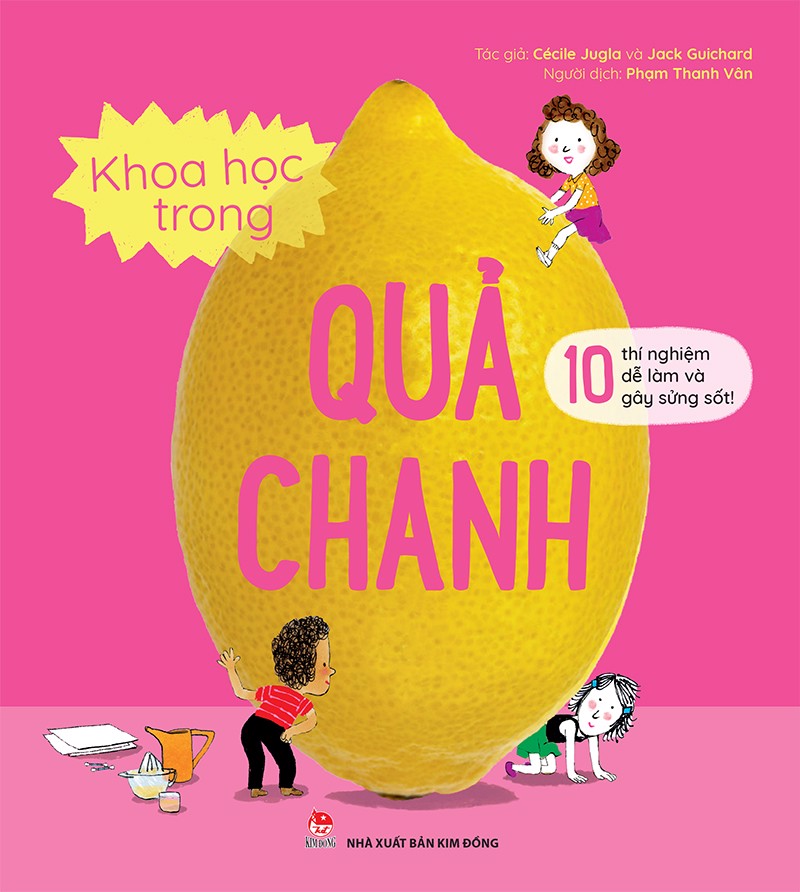 Tác giả: Cécile Jugla và Jack Guichard
Người dịch: Phạm Thanh Vân
Khoa học
trong
QUẢ
CHANH
10
thí nghiệm
dễ làm và
gây sửng sốt!
KIM ĐỒNG
NHÀ XUẤT BẢN KIM ĐỒNG